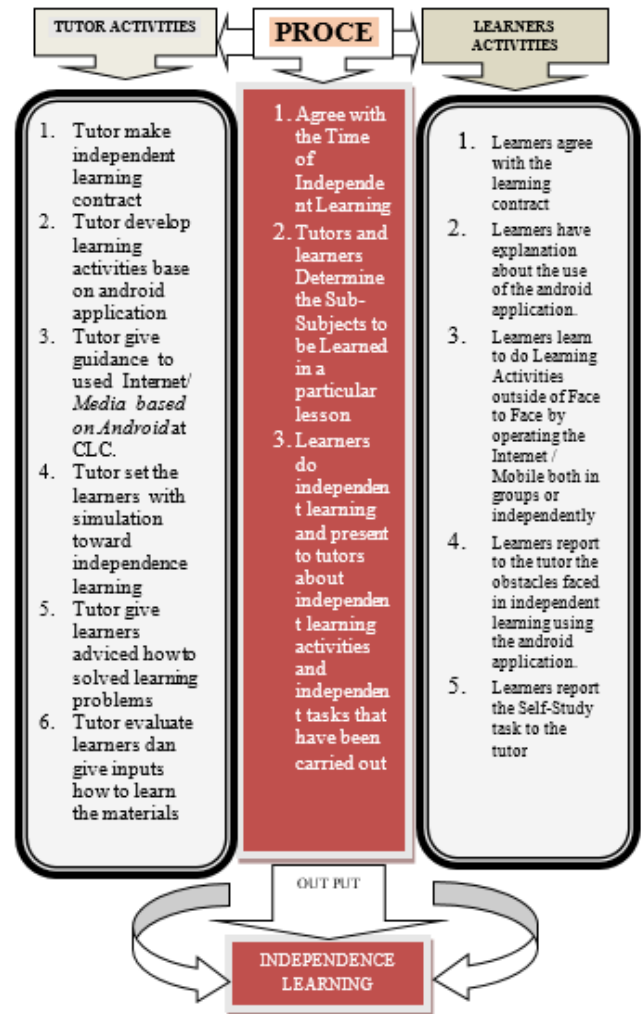 TUTOR ACTIVITIES
PROCE
LEARNERS
ACTIVITIES
1. Tutor make
independent
learning
contract
2. Tutor develop
learning
activities base
on android
application
3. Tutor give
guidance to
used Internet/
Media based
on Android at
CLC.
4. Tutor set the
learners with
simulation
toward
independence
learning
5. Tutor give
learners
adviced how to
solved learning
problems
6. Tutor evaluate
learners dan
give inputs
how to learn
the materials
1. Agree with
the Time
of
Independe
nt Learning
2. Tutors and
learners
Determine
the Sub-
Subjects to
be Learned
in a
particular
lesson
3. Learners
do
independen
t learning
and present
to tutors
about
independen
t learning
activities
and
independen
t tasks that
have been
carried out
1. Learners agree
with the
learning
contract
2. Learners have
explanation
about the use
of the android
application.
3. Learners learn
to do Learning
Activities
outside of Face
to Face by
operating the
Internet /
Mobile both in
groups or
independently
4. Learners report
to the tutor the
obstacles faced
in independent
learning using
the android
application.
5. Learners report
the Self-Study
task to the
tutor
OUT PUT
INDEPENDENCE
LEARNING